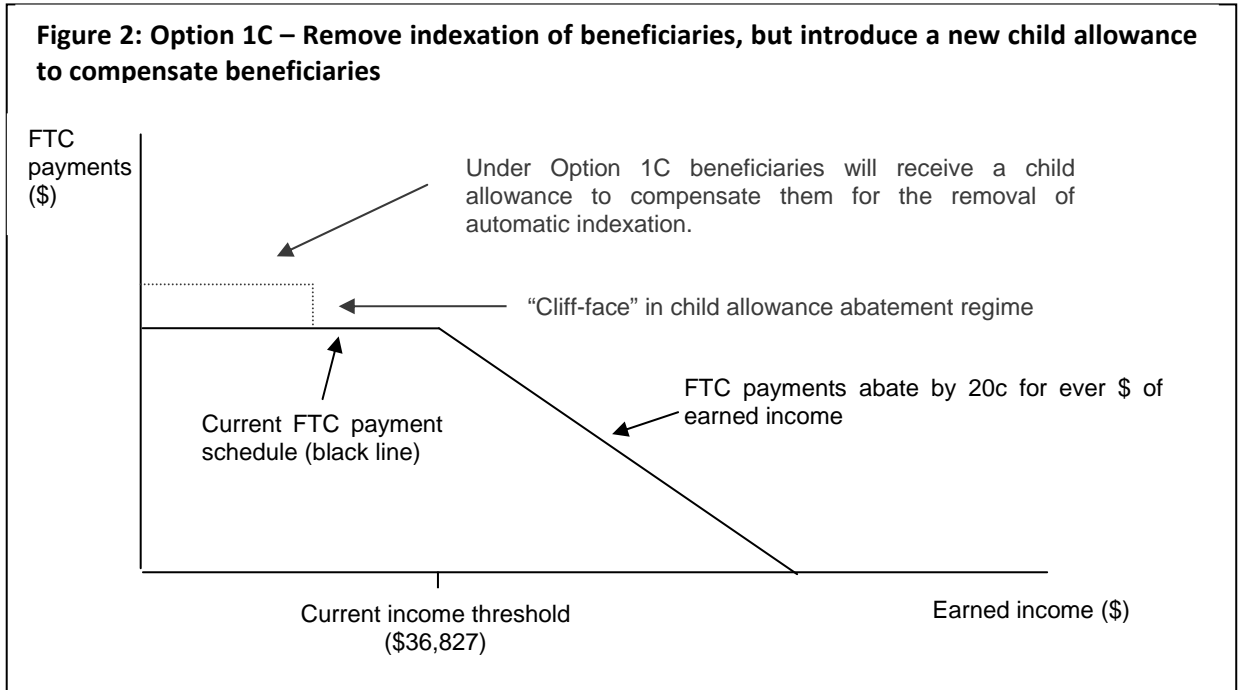 Figure 2: Option 1C – Remove indexation of beneficiaries, but introduce a new child allowance
to compensate beneficiaries
FTC
payments
($)
Under Option 1C beneficiaries will receive a child
allowance to compensate them for the removal of
automatic indexation.
“Cliff-face” in child allowance abatement regime
FTC payments abate by 20c for ever $ of
earned income
Current FTC payment
schedule (black line)
Current income threshold
($36,827)
Earned income ($)